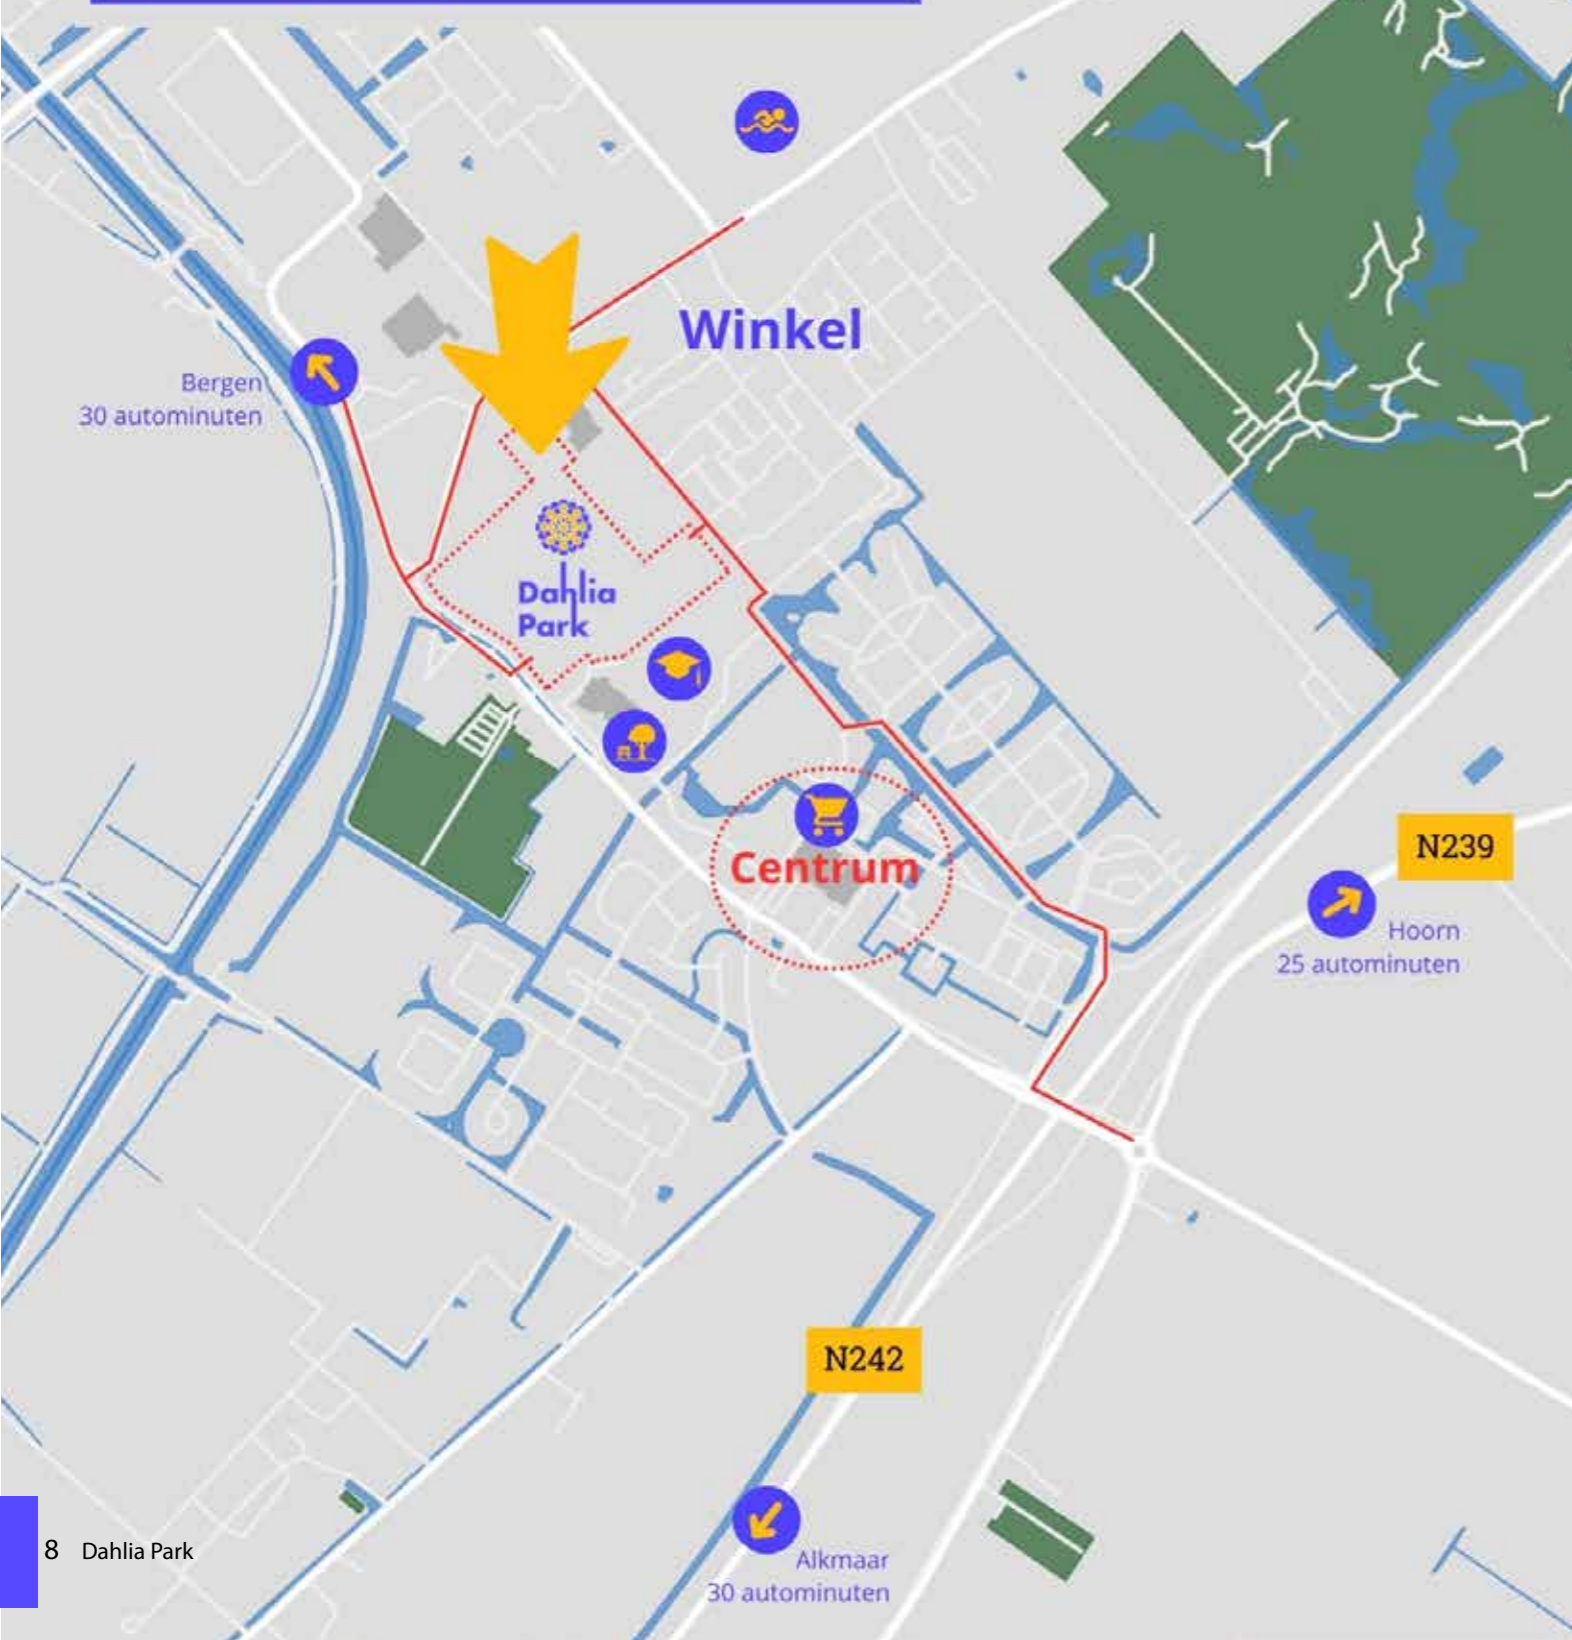 Winkel
Bergen
30 autominuten
Dahlia
Park
Centrum
N239
Hoorn
25 autominuten
N242
Alkmaar
30 autominuten
8 Dahlia Park